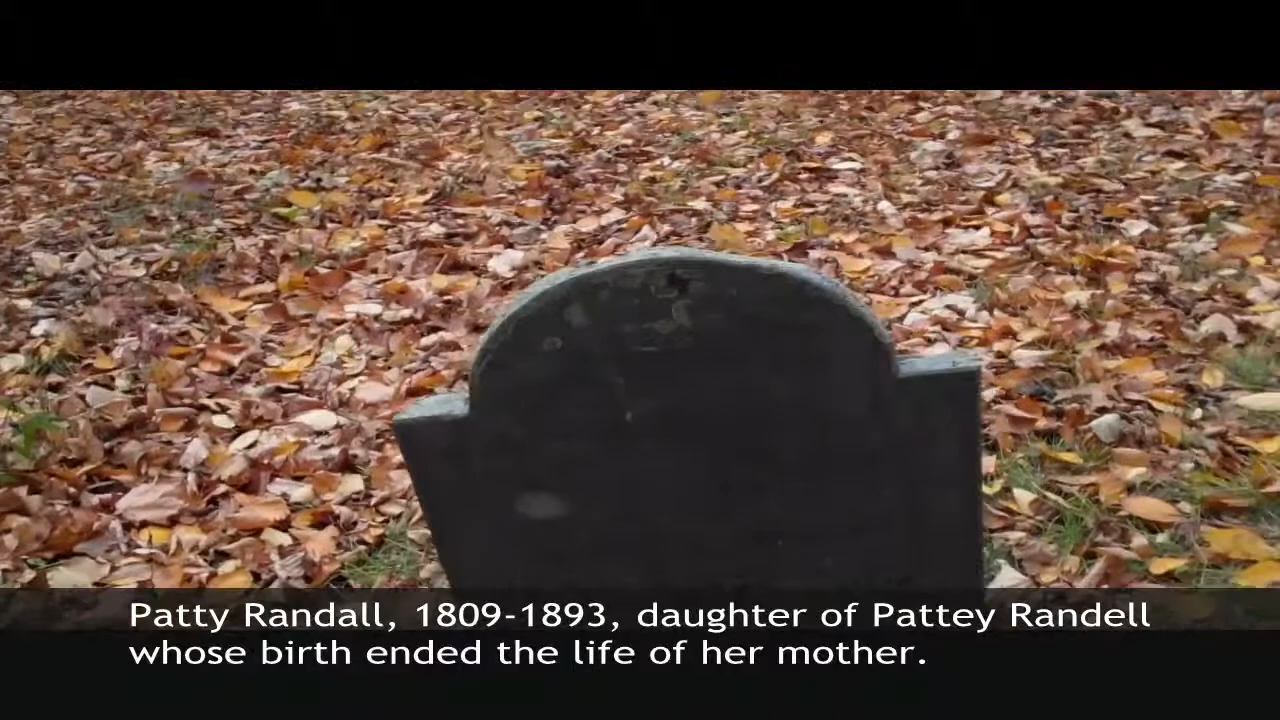 Patty Randall, 1809-1893, daughter of Pattey Randell
whose birth ended the life of her mother.